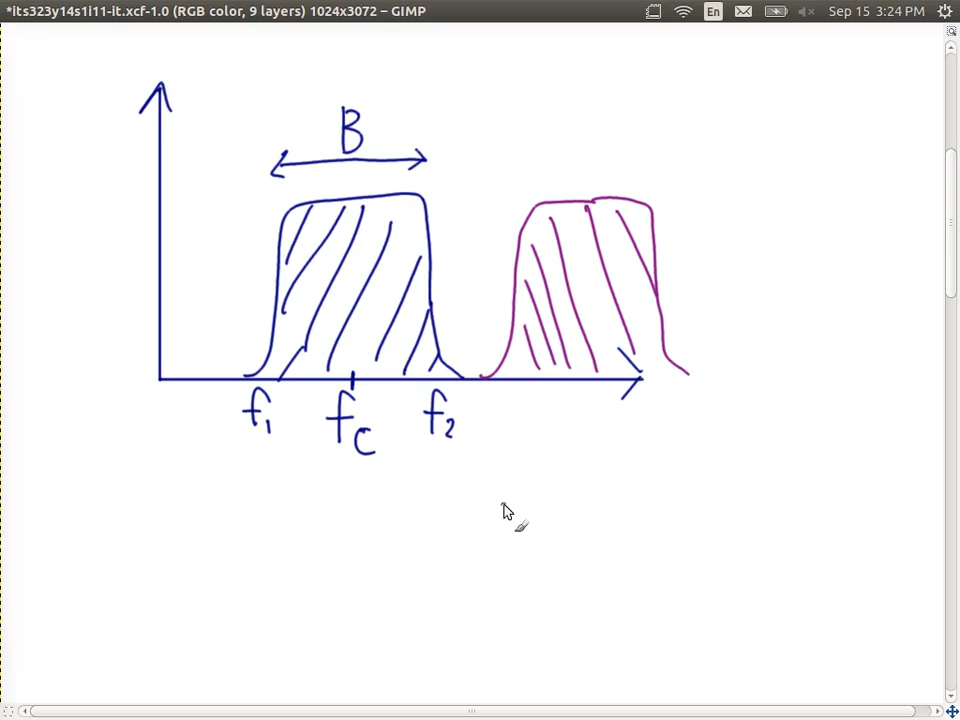 *its323y14s1i11-it.xcf-1.0 (RGB color, 9 layers) 1024x3072 – GIMP En Sep 15 3:24 PM
B
f1 fc f2